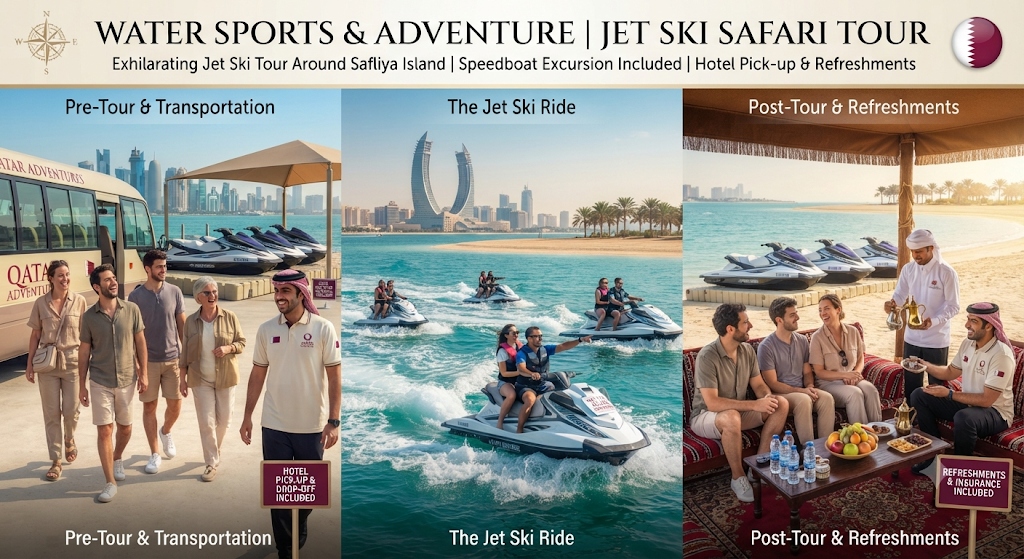 N
W
E
S
WATER SPORTS & ADVENTURE | JET SKI SAFARI TOUR
Exhilarating Jet Ski Tour Around Safliya Island | Speedboat Excursion Included | Hotel Pick-up & Refreshments
Pre-Tour & Transportation
The Jet Ski Ride
Post-Tour & Refreshments
ATAR ADVENTURES
QATAR
ADVENTU
HOTEL
PICK-UP &
DROP-OFF
INCLUDED
REFRESHMENTS
& INSURANCE
INCLUDED
Pre-Tour & Transportation
The Jet Ski Ride
Post-Tour & Refreshments